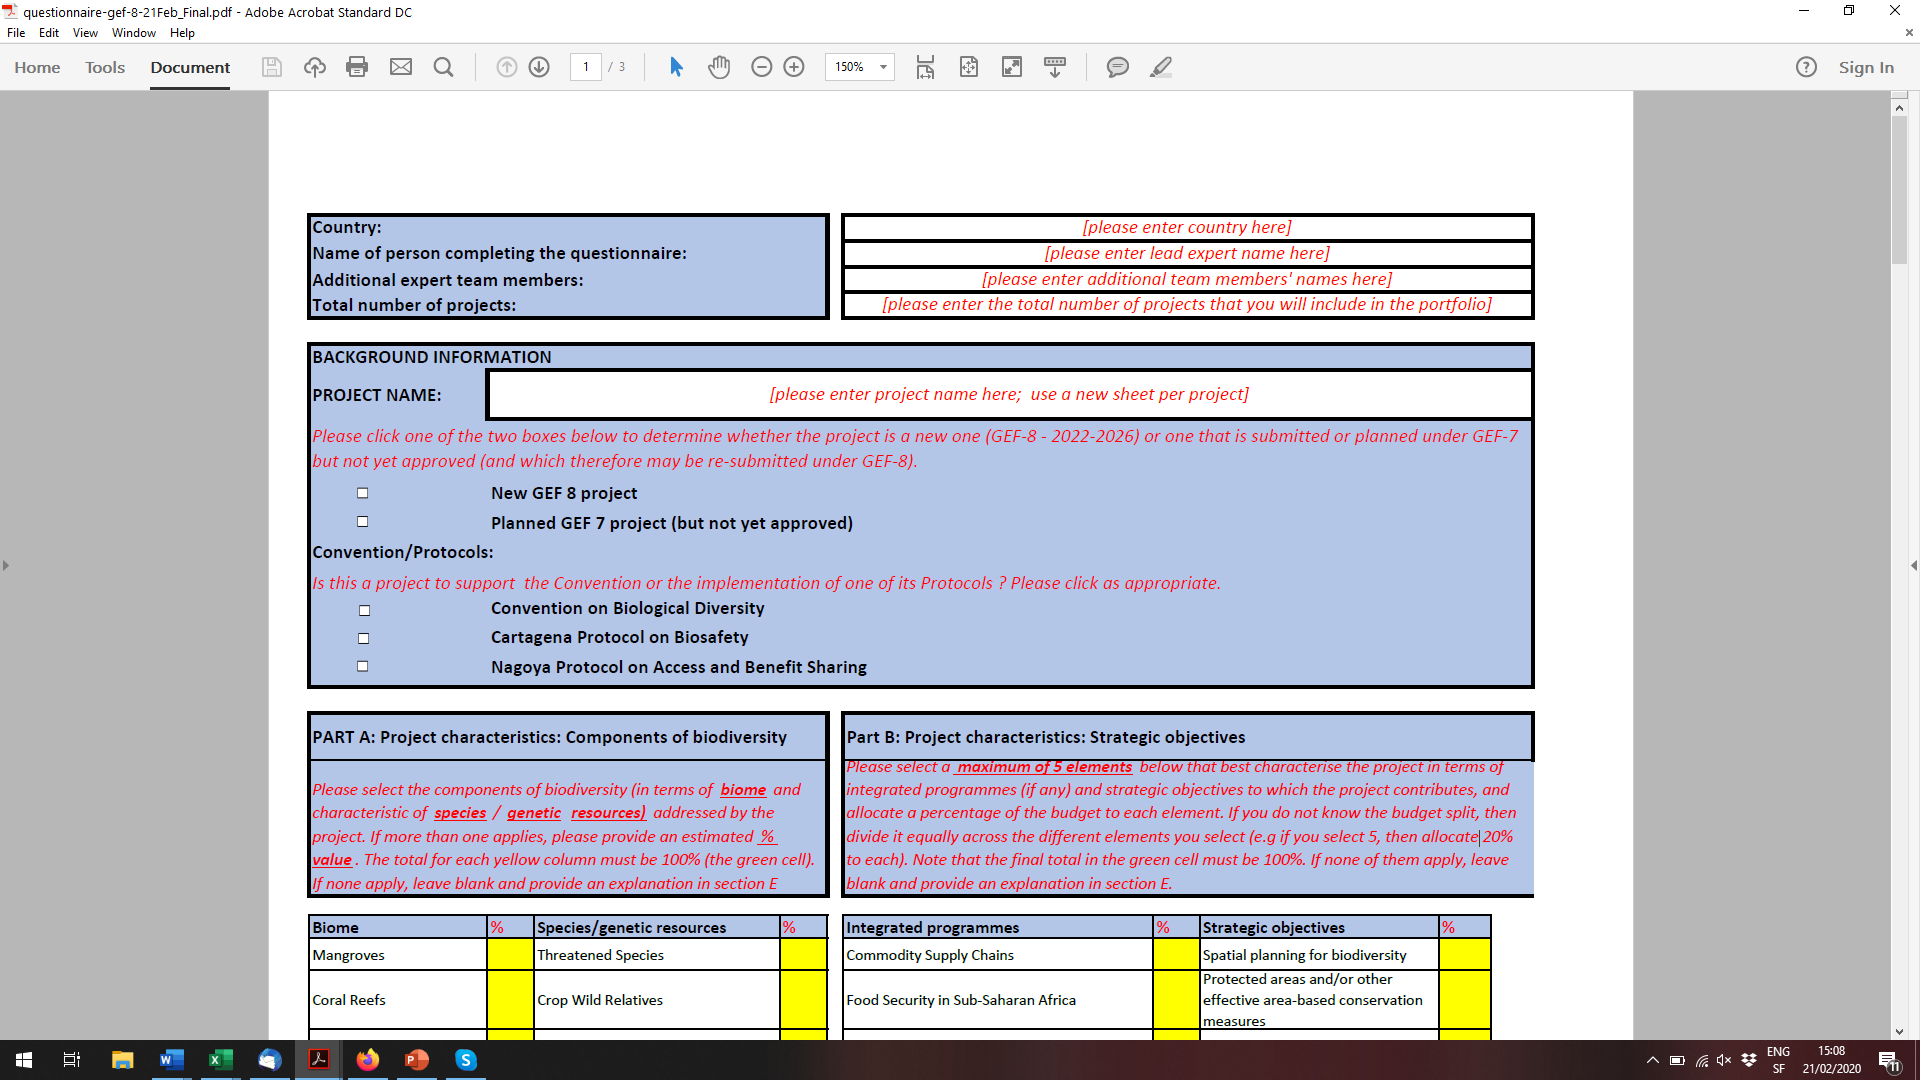 questionnaire-gef-8-21Feb_Final.pdf - Adobe Acrobat Standard DC
File Edit View Window Help
Home Tools Document 1 / 3 150% Sign In
Country: [please enter country here]
Name of person completing the questionnaire: [please enter lead expert name here]
Additional expert team members: [please enter additional team members' names here]
Total number of projects: [please enter the total number of projects that you will include in the portfolio]
BACKGROUND INFORMATION
PROJECT NAME: [please enter project name here; use a new sheet per project]
Please click one of the two boxes below to determine whether the project is a new one (GEF-8 - 2022-2026) or one that is submitted or planned under GEF-7
but not yet approved (and which therefore may be re-submitted under GEF-8).
New GEF 8 project
Planned GEF 7 project (but not yet approved)
Convention/Protocols:
Is this a project to support the Convention or the implementation of one of its Protocols ? Please click as appropriate.
Convention on Biological Diversity
Cartagena Protocol on Biosafety
Nagoya Protocol on Access and Benefit Sharing
PART A: Project characteristics: Components of biodiversity
Please select the components of biodiversity (in terms of biome and
characteristic of species / genetic resources) addressed by the
project. If more than one applies, please provide an estimated %
value . The total for each yellow column must be 100% (the green cell).
If none apply, leave blank and provide an explanation in section E
Part B: Project characteristics: Strategic objectives
Please select a maximum of 5 elements below that best characterise the project in terms of
integrated programmes (if any) and strategic objectives to which the project contributes, and
allocate a percentage of the budget to each element. If you do not know the budget split, then
divide it equally across the different elements you select (e.g if you select 5, then allocate 20%
to each). Note that the final total in the green cell must be 100%. If none of them apply, leave
blank and provide an explanation in section E.
Biome % Species/genetic resources %
Mangroves Threatened Species
Coral Reefs Crop Wild Relatives
Integrated programmes % Strategic objectives %
Commodity Supply Chains Spatial planning for biodiversity
Food Security in Sub-Saharan Africa Protected areas and/or other
effective area-based conservation
measures
ENG
SF
15:08
21/02/2020
11